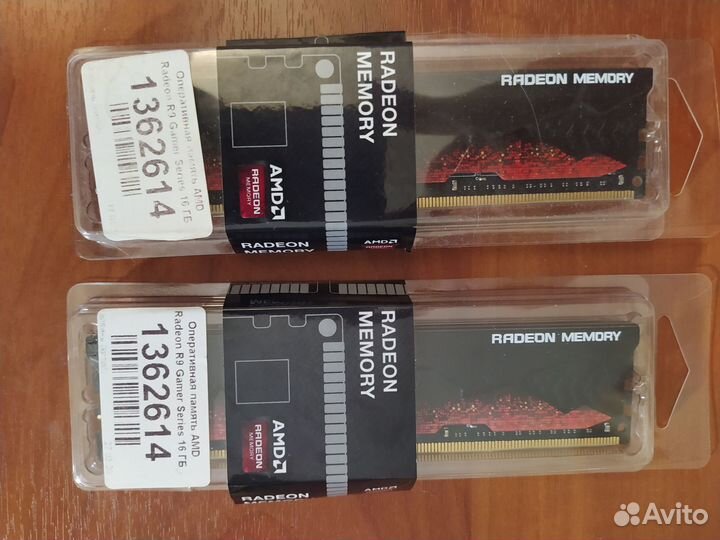 Оперативная память AMD
Radeon R9 Gamer Series 16 ГБ
1362614
RADEON
MEMORY
AMD
RADEON
MEMORY
RADEON
MEMORY
AMD
RADEON
RADEON MEMORY
Оперативная память AMD
Radeon R9 Gamer Series 16 ГБ
1362614
RADEON
MEMORY
AMD
RADEON
MEMORY
RADEON
MEMORY
AMD
RADEON MEMORY
Avito